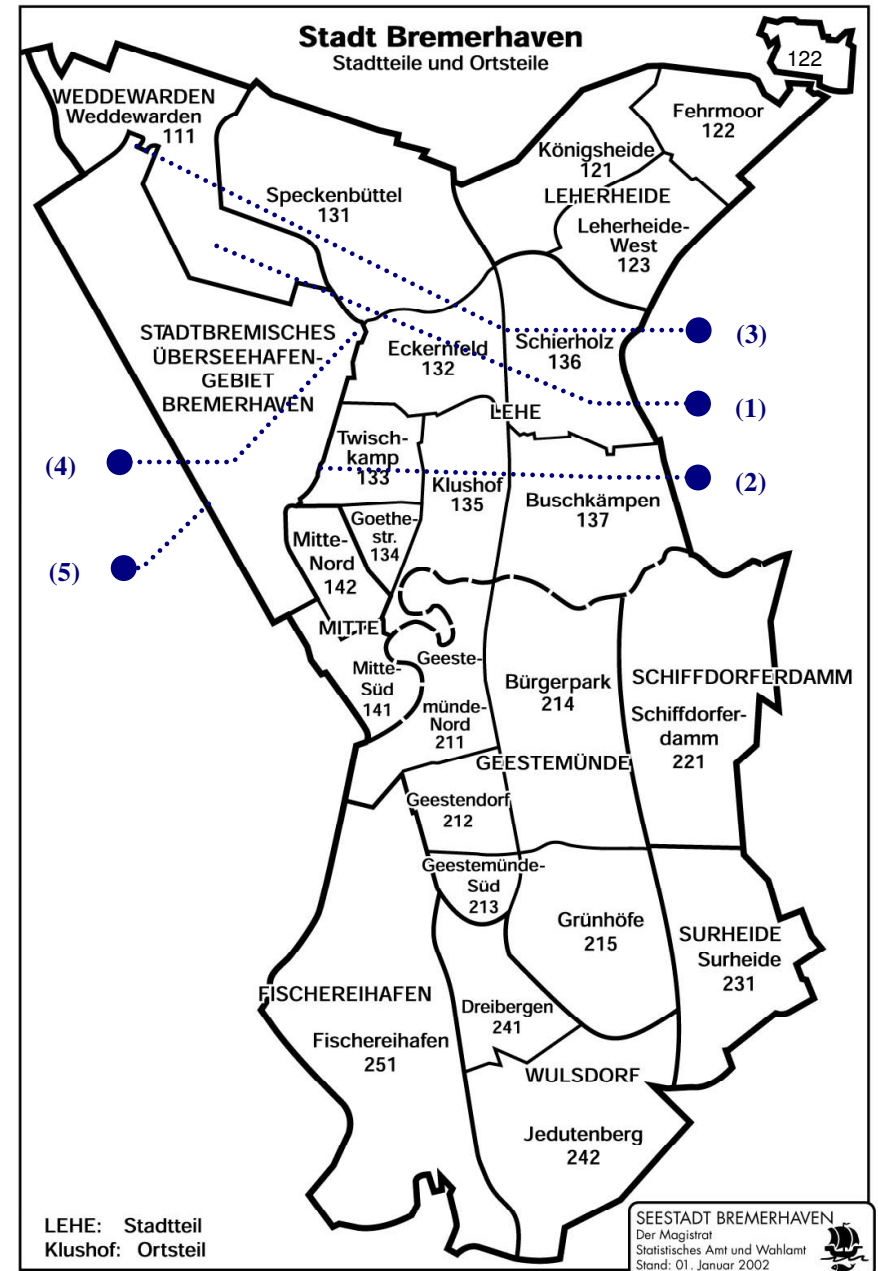 Stadt Bremerhaven
Stadtteile und Ortsteile
122
WEDDEWARDEN
Weddewarden
111
Fehrmoor
122
Königsheide
121
LEHERHEIDE
Speckenbüttel
131
Leherheide-
West
123
STADTBREMISCHES
ÜBERSEEHAFEN-
GEBIET
BREMERHAVEN
Eckernfeld
132
Schierholz
136
(3)
(1)
LEHE
(4)
Twisch-
kamp
133
Klushof
135
Buschkämpen
137
(2)
Goethe-
str.
134
Mitte-
Nord
142
(5)
MITTE
Mitte-
Süd
141
Geeste-
münde-
Nord
211
Bürgerpark
214
SCHIFFDORFERDAMM
Schiffdorfer-
damm
221
GEESTEMÜNDE
Geestendorf
212
Geestemünde-
Süd
213
Grünhöfe
215
SURHEIDE
Surheide
231
FISCHEREIHAFEN
Fischereihafen
251
Dreibergen
241
WULSDORF
Jedutenberg
242
LEHE: Stadtteil
Klushof: Ortsteil
SEESTADT BREMERHAVEN
Der Magistrat
Statistisches Amt und Wahlamt
Stand: 01. Januar 2002